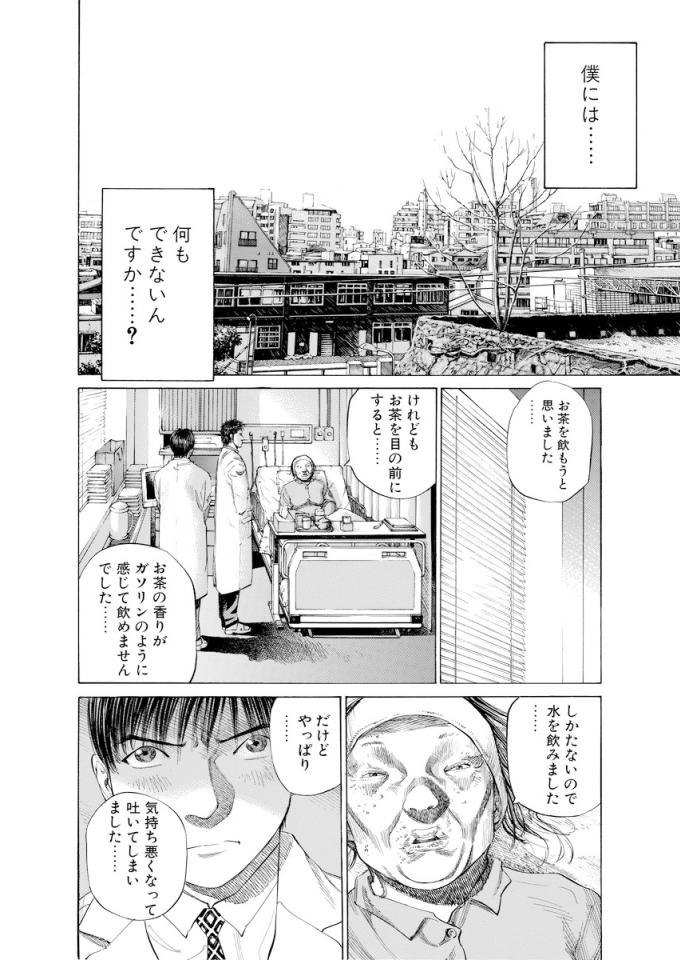 僕には……
何も
できないん
ですか……？
お茶を飲もうと
思いました
……
けれども
お茶を目の前に
すると……
お茶の香りが
ガソリンのように
感じて飲めません
でした……
しかたないので
水を飲みました
……
だけど
やっぱり
……
気持ち悪くなって
吐いてしまい
ました……